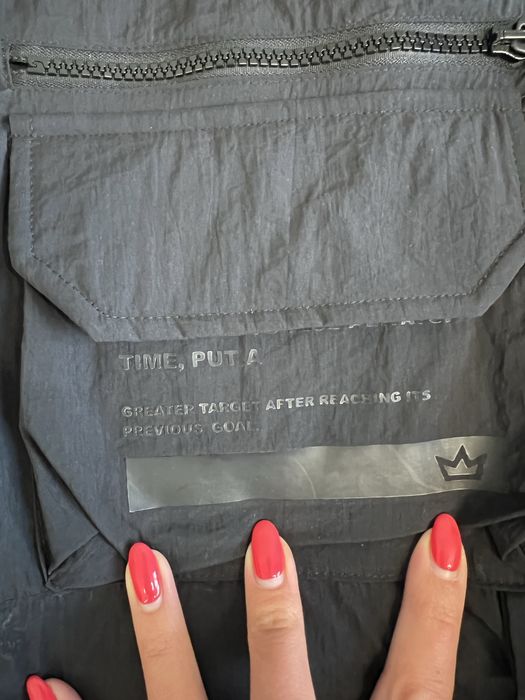 TIME, PUT A
GREATER TARGET AFTER REACHING ITS
PREVIOUS GOAL.